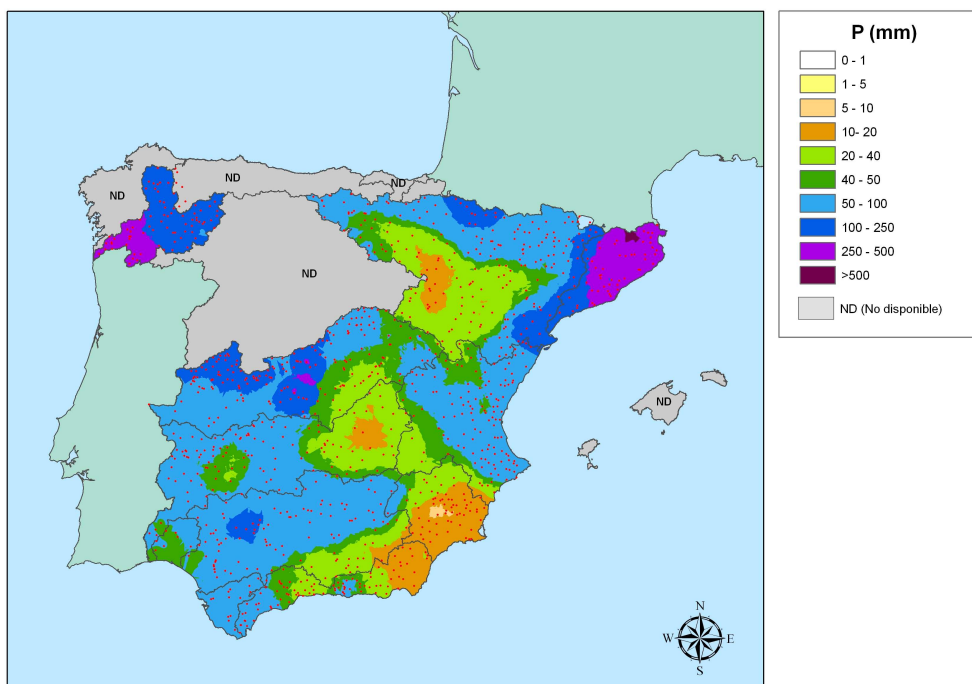 P (mm)
0 - 1
1 - 5
5 - 10
10- 20
20 - 40
40 - 50
50 - 100
100 - 250
250 - 500
>500
ND (No disponible)
ND
ND
ND
ND
ND
N
W
E
S